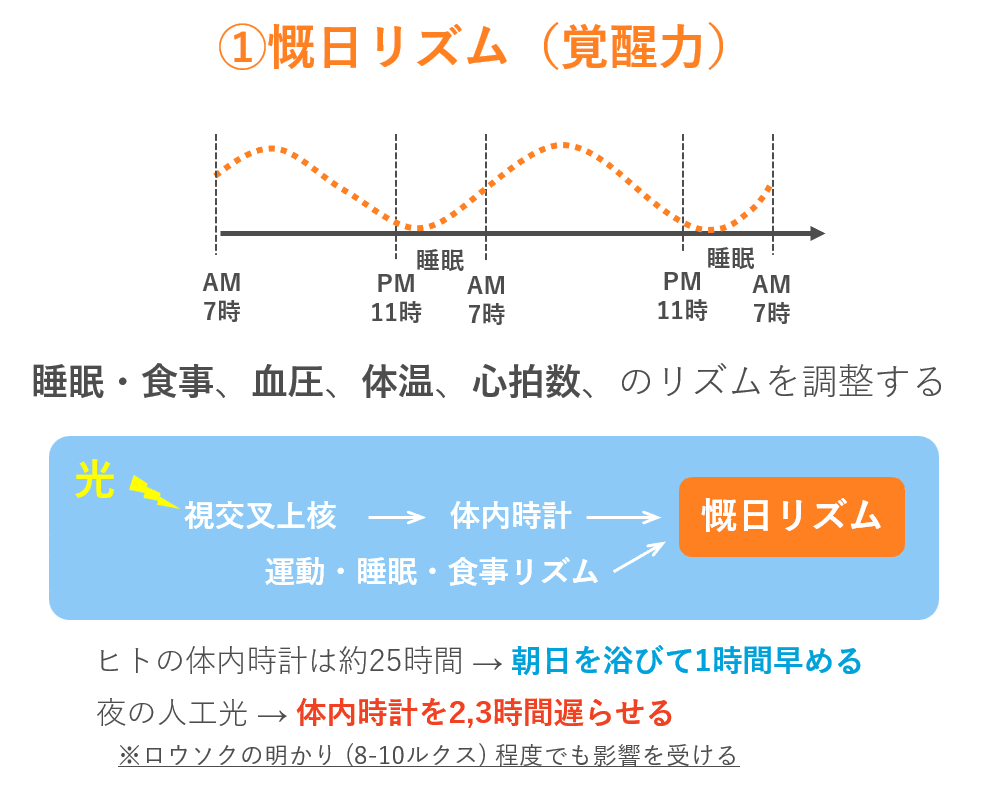 ①慨日リズム（覚醒力）
睡眠
睡眠
AM
7時
PM
11時
AM
7時
PM
11時
AM
7時
睡眠・食事、血圧、体温、心拍数、のリズムを調整する
光
視交叉上核
体内時計
慨日リズム
運動・睡眠・食事リズム
ヒトの体内時計は約25時間 → 朝日を浴びて1時間早める
夜の人工光 → 体内時計を2,3時間遅らせる
※ロウソクの明かり (8-10ルクス) 程度でも影響を受ける